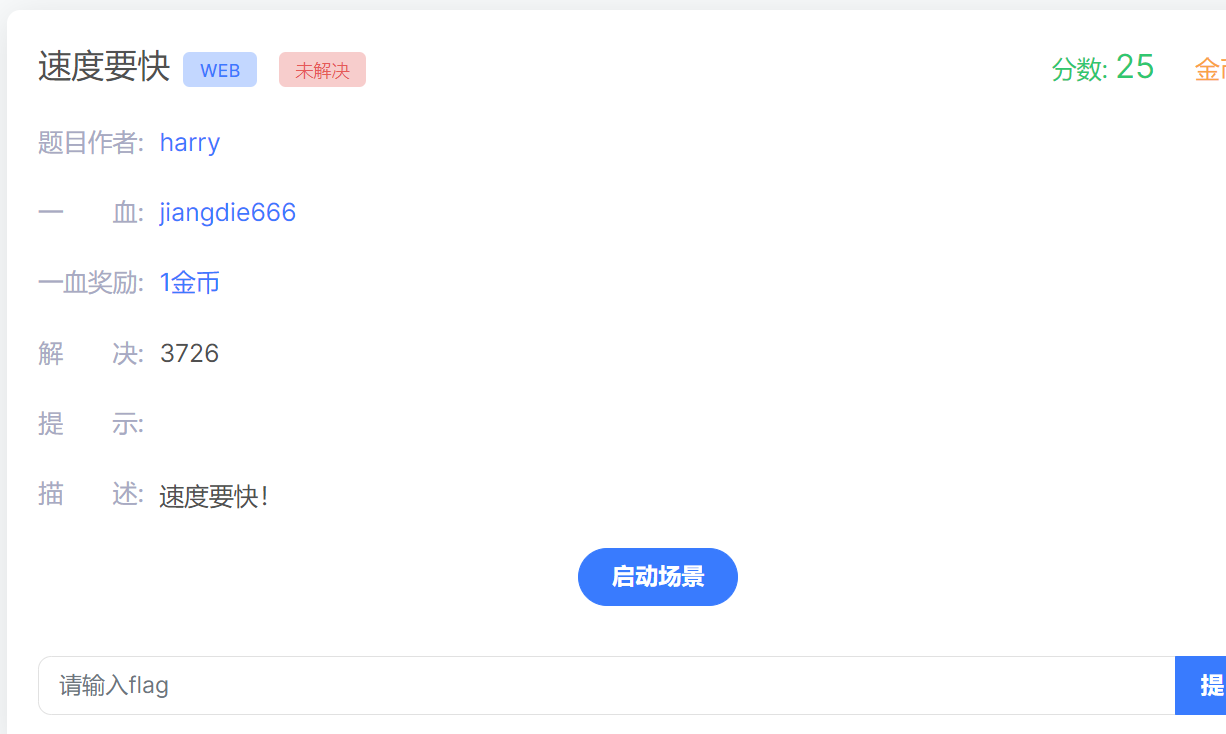 速度要快 WEB 未解决 分数: 25 金币
题目作者: harry
一 血: jiangdie666
一血奖励: 1金币
解 决: 3726
提 示:
描 述: 速度要快！
启动场景
请输入flag 提